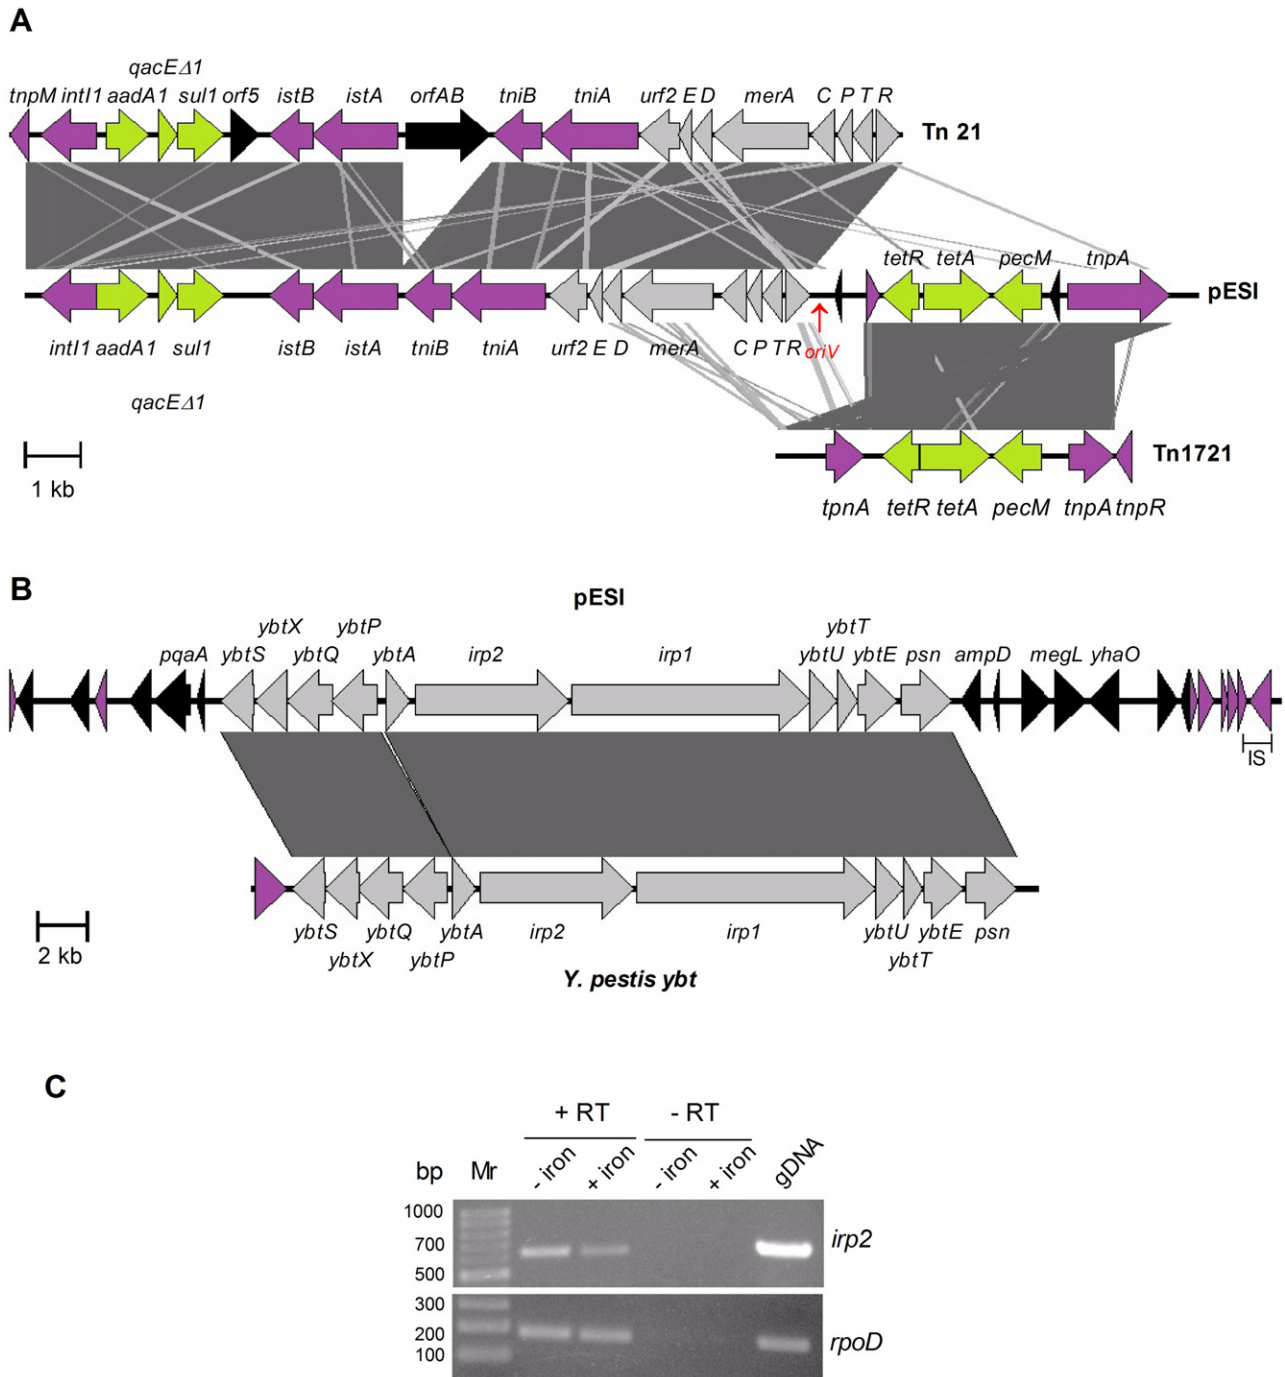 A
qacEΔ1
tnpM intI1 aadA1 sul1 orf5 istB istA orfAB tniB tniA urf2 E D merA C P T R
Tn 21
tetR tetA pecM tnpA
pESI
intI1 aadA1 sul1 istB istA tniB tniA urf2 E D merA C P T R oriV
qacEΔ1
1 kb
Tn1721
tpnA tetR tetA pecM tnpA tnpR
B
pESI
ybtX ybtP ybtT
pqaA ybtS ybtQ ybtA irp2 irp1 ybtU ybtE psn ampD megL yhaO
IS
2 kb
ybtS ybtQ ybtA irp2 irp1 ybtU ybtE psn
ybtX ybtP ybtT
Y. pestis ybt
C
+ RT - RT
bp Mr - iron + iron - iron + iron gDNA
1000
700
500
irp2
300
200
100
rpoD